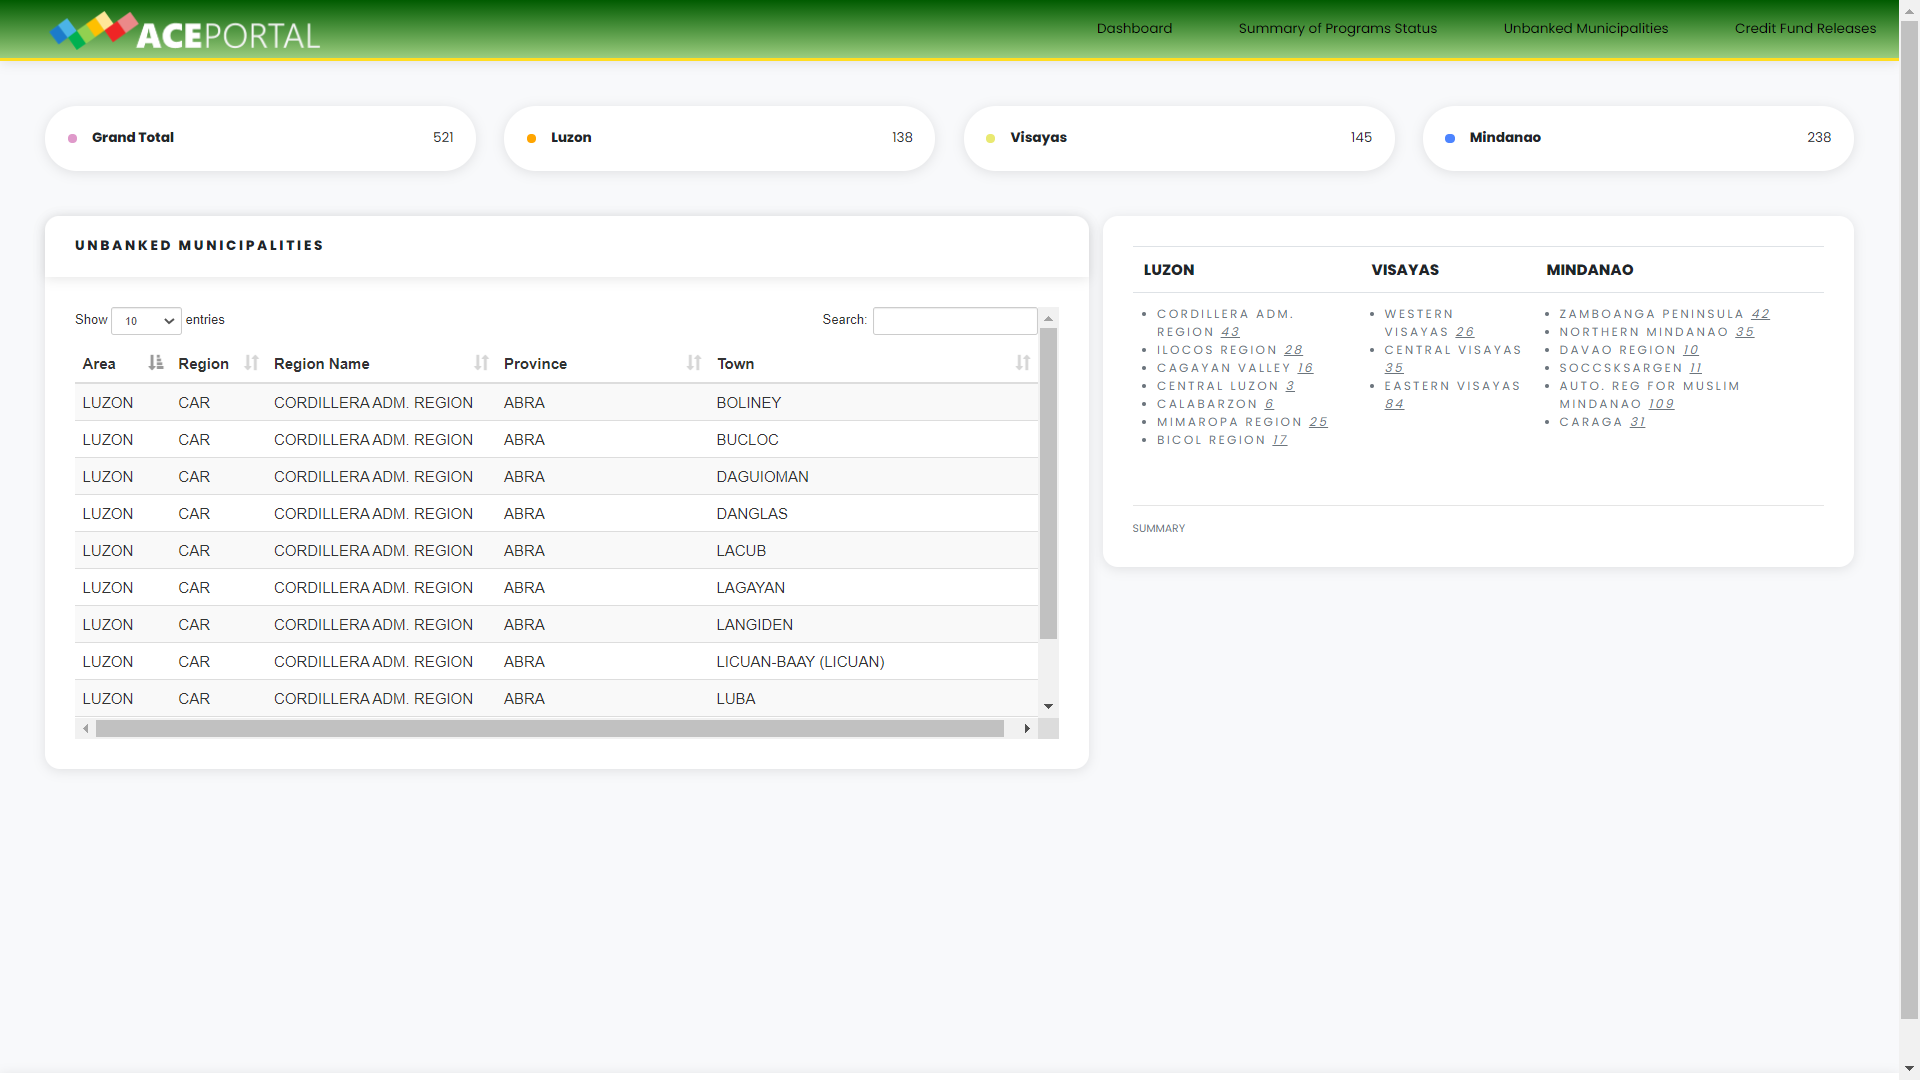 ACEPORTAL
Dashboard
Summary of Programs Status
Unbanked Municipalities
Credit Fund Releases
Grand Total 521
Luzon 138
Visayas 145
Mindanao 238
UNBANKED MUNICIPALITIES
Show 10 entries
Search:
Area Region Region Name Province Town
LUZON CAR CORDILLERA ADM. REGION ABRA BOLINEY
LUZON CAR CORDILLERA ADM. REGION ABRA BUCLOC
LUZON CAR CORDILLERA ADM. REGION ABRA DAGUIOMAN
LUZON CAR CORDILLERA ADM. REGION ABRA DANGLAS
LUZON CAR CORDILLERA ADM. REGION ABRA LACUB
LUZON CAR CORDILLERA ADM. REGION ABRA LAGAYAN
LUZON CAR CORDILLERA ADM. REGION ABRA LANGIDEN
LUZON CAR CORDILLERA ADM. REGION ABRA LICUAN-BAAY (LICUAN)
LUZON CAR CORDILLERA ADM. REGION ABRA LUBA
LUZON
CORDILLERA ADM.
REGION 43
ILOCOS REGION 28
CAGAYAN VALLEY 16
CENTRAL LUZON 3
CALABARZON 6
MIMAROPA REGION 25
BICOL REGION 17
VISAYAS
WESTERN
VISAYAS 26
CENTRAL VISAYAS
35
EASTERN VISAYAS
84
MINDANAO
ZAMBOANGA PENINSULA 42
NORTHERN MINDANAO 35
DAVAO REGION 10
SOCCSKSARGEN 11
AUTO. REG FOR MUSLIM
MINDANAO 109
CARAGA 31
SUMMARY